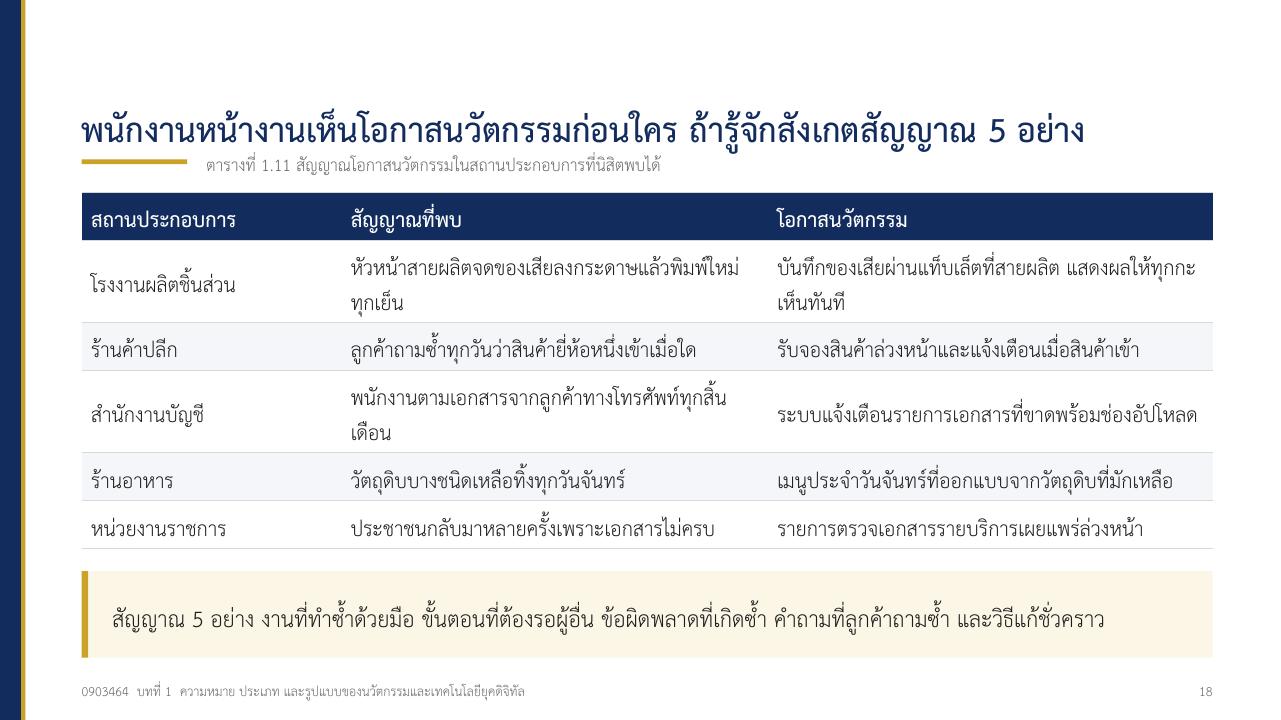 พนักงานหน้างานเห็นโอกาสนวัตกรรมก่อนใคร ถ้ารู้จักสังเกตสัญญาณ 5 อย่าง
ตารางที่ 1.11 สัญญาณโอกาสนวัตกรรมในสถานประกอบการที่นิสิตพบได้
สถานประกอบการ สัญญาณที่พบ โอกาสนวัตกรรม
โรงงานผลิตชิ้นส่วน
หัวหน้าสายผลิตจดของเสียลงกระดาษแล้วพิมพ์ใหม่
ทุกเย็น
บันทึกของเสียผ่านแท็บเล็ตที่สายผลิต แสดงผลให้ทุกกะ
เห็นทันที
ร้านค้าปลีก ลูกค้าถามซ้ำทุกวันว่าสินค้ายี่ห้อหนึ่งเข้าเมื่อใด รับจองสินค้าล่วงหน้าและแจ้งเตือนเมื่อสินค้าเข้า
สำนักงานบัญชี
พนักงานตามเอกสารจากลูกค้าทางโทรศัพท์ทุกสิ้น
เดือน
ระบบแจ้งเตือนรายการเอกสารที่ขาดพร้อมช่องอัปโหลด
ร้านอาหาร วัตถุดิบบางชนิดเหลือทิ้งทุกวันจันทร์ เมนูประจำวันจันทร์ที่ออกแบบจากวัตถุดิบที่มักเหลือ
หน่วยงานราชการ ประชาชนกลับมาหลายครั้งเพราะเอกสารไม่ครบ รายการตรวจเอกสารรายบริการเผยแพร่ล่วงหน้า
สัญญาณ 5 อย่าง งานที่ทำซ้ำด้วยมือ ขั้นตอนที่ต้องรอผู้อื่น ข้อผิดพลาดที่เกิดซ้ำ คำถามที่ลูกค้าถามซ้ำ และวิธีแก้ชั่วคราว
0903464 บทที่ 1 ความหมาย ประเภท และรูปแบบของนวัตกรรมและเทคโนโลยียุคดิจิทัล 18